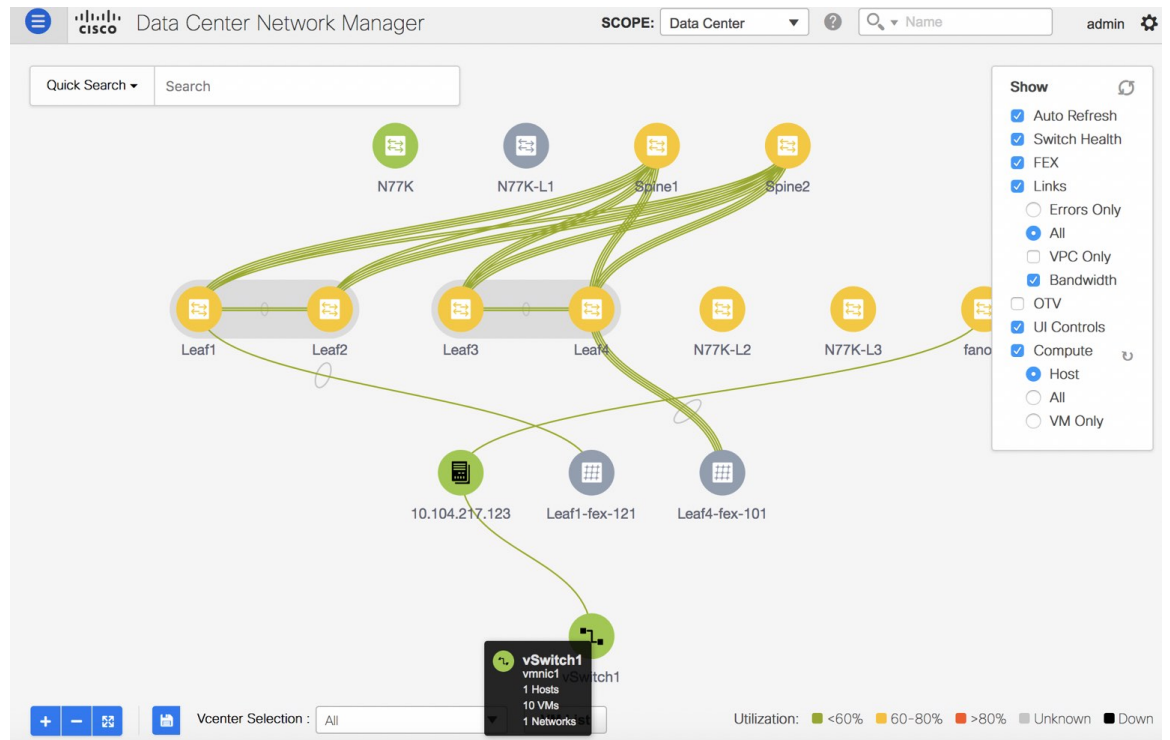 CISCO Data Center Network Manager
SCOPE: Data Center
Name
admin
Quick Search
Search
Show
Auto Refresh
Switch Health
FEX
Links
Errors Only
All
VPC Only
Bandwidth
OTV
UI Controls
Compute
Host
All
VM Only
N77K
N77K-L1
Spine1
Spine2
Leaf1
Leaf2
Leaf3
Leaf4
N77K-L2
N77K-L3
10.104.217.123
Leaf1-fex-121
Leaf4-fex-101
vSwitch1
vmnic1
1 Hosts
10 VMs
1 Networks
Vcenter Selection : All
Utilization: <60% 60-80% >80% Unknown Down